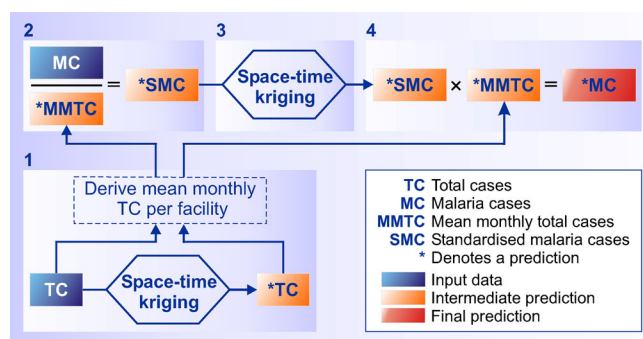 2
MC
*MMTC
=
*SMC
3
Space-time
kriging
4
*SMC × *MMTC = *MC
1
Derive mean monthly
TC per facility
TC
Space-time
kriging
*TC
TC Total cases
MC Malaria cases
MMTC Mean monthly total cases
SMC Standardised malaria cases
* Denotes a prediction
Input data
Intermediate prediction
Final prediction